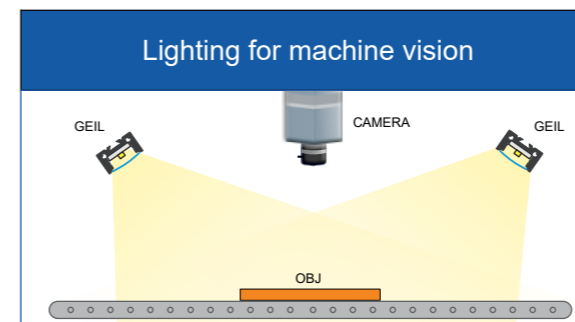 Lighting for machine vision
GEIL
CAMERA
GEIL
OBJ